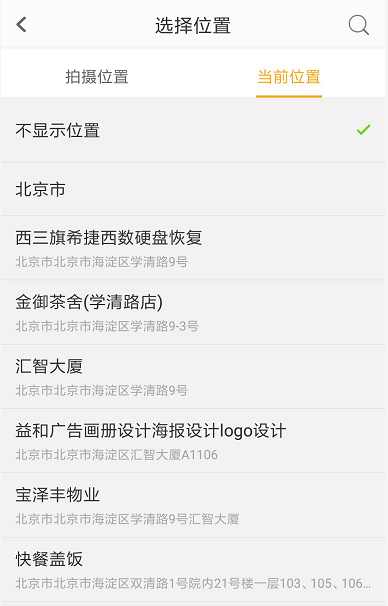 选择位置
拍摄位置
当前位置
不显示位置
北京市
西三旗希捷西数硬盘恢复
北京市北京市海淀区学清路9号
金御茶舍(学清路店)
北京市北京市海淀区学清路9-3号
汇智大厦
北京市北京市海淀区学清路9号
益和广告画册设计海报设计logo设计
北京市北京市海淀区汇智大厦A1106
宝泽丰物业
北京市北京市海淀区学清路9号汇智大厦
快餐盖饭
北京市北京市海淀区双清路1号院内21号楼一层103、105、106...